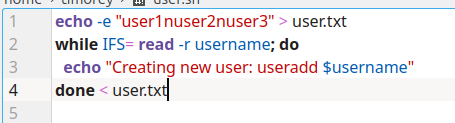 1 echo -e "user1nuser2nuser3" > user.txt
2 while IFS= read -r username; do
3 echo "Creating new user: useradd $username"
4 done < user.txt
5